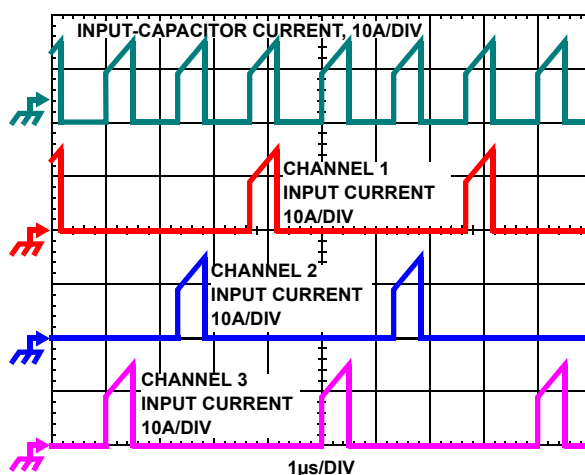 INPUT-CAPACITOR CURRENT, 10A/DIV
CHANNEL 1
INPUT CURRENT
10A/DIV
CHANNEL 2
INPUT CURRENT
10A/DIV
CHANNEL 3
INPUT CURRENT
10A/DIV
1µs/DIV